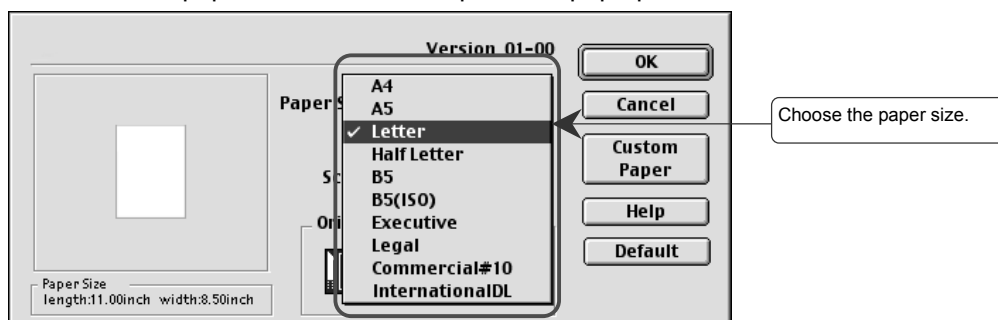 Version 01-00
Paper S
A4
A5
✓ Letter
Half Letter
B5
B5(ISO)
Executive
Legal
Commercial#10
InternationalDL
Sc
Ori
Paper Size
length:11.00inch width:8.50inch
OK
Cancel
Custom
Paper
Help
Default
Choose the paper size.